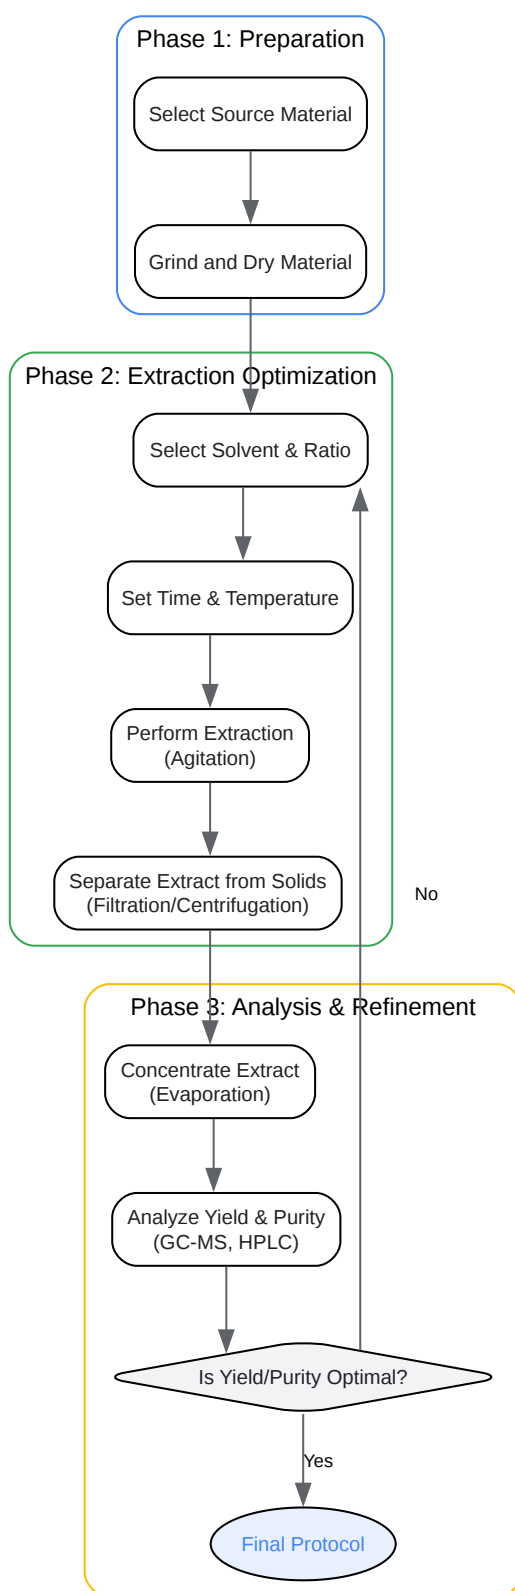 Phase 1: Preparation
Select Source Material
Grind and Dry Material
Phase 2: Extraction Optimization
Select Solvent & Ratio
Set Time & Temperature
Perform Extraction
(Agitation)
Separate Extract from Solids
(Filtration/Centrifugation)
No
Phase 3: Analysis & Refinement
Concentrate Extract
(Evaporation)
Analyze Yield & Purity
(GC-MS, HPLC)
Is Yield/Purity Optimal?
Yes
Final Protocol